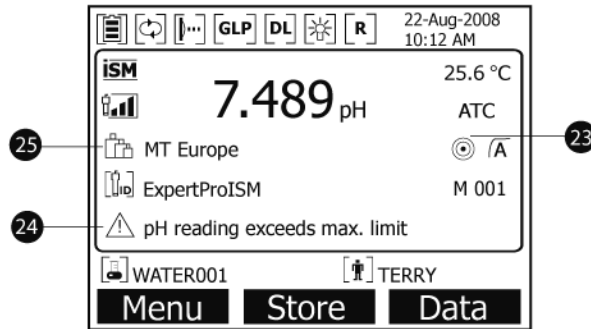 GLP DL R 22-Aug-2008
10:12 AM
iSM 25.6 °C
7.489 pH ATC
25 MT Europe A 23
ID ExpertProISM M 001
24 pH reading exceeds max. limit
WATER001 TERRY
Menu Store Data